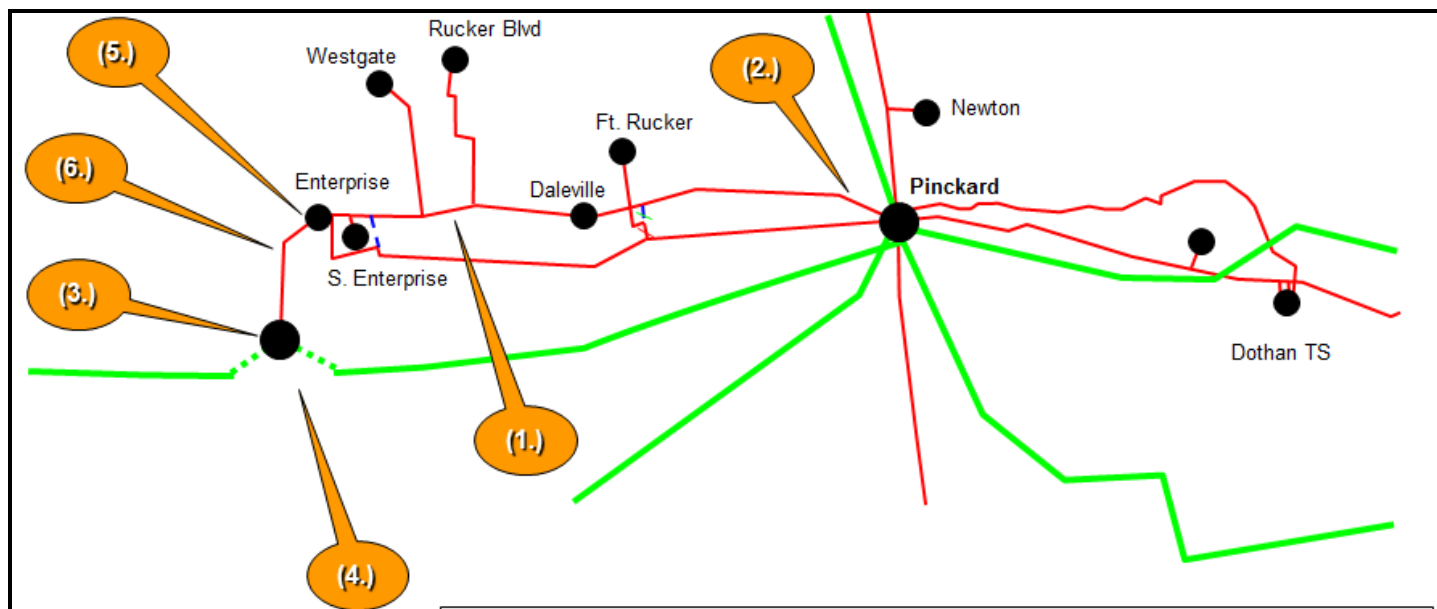 (5.)
Rucker Blvd
Westgate
(2.)
Newton
Ft. Rucker
(6.)
Enterprise
Daleville
Pinckard
S. Enterprise
(3.)
Dothan TS
(1.)
(4.)